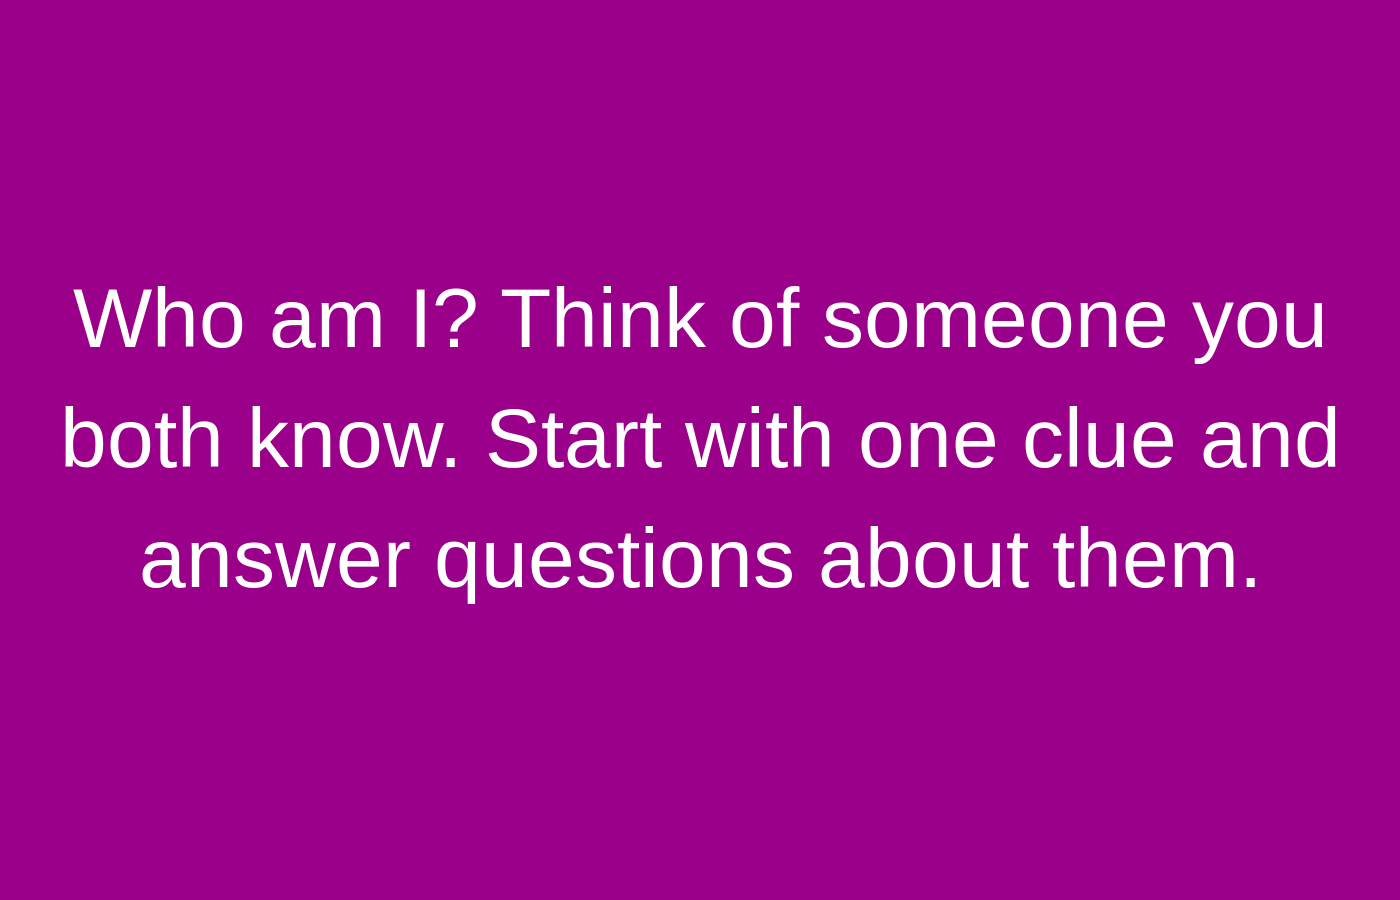 Who am I? Think of someone you
both know. Start with one clue and
answer questions about them.